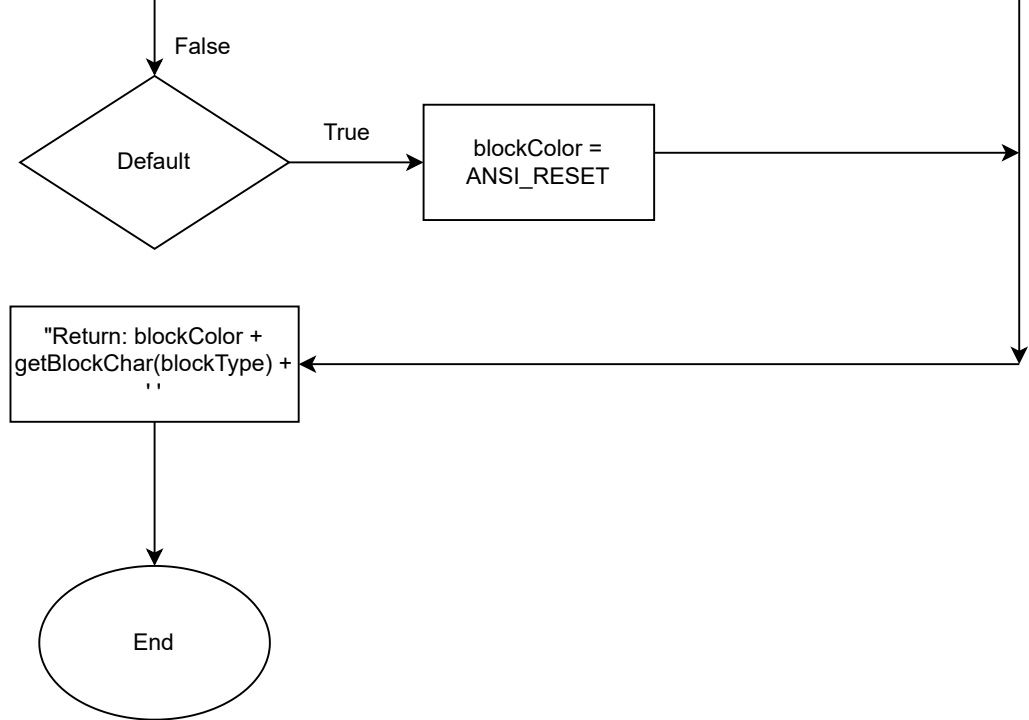 False
Default
True
blockColor =
ANSI_RESET
"Return: blockColor +
getBlockChar(blockType) +
' '
End